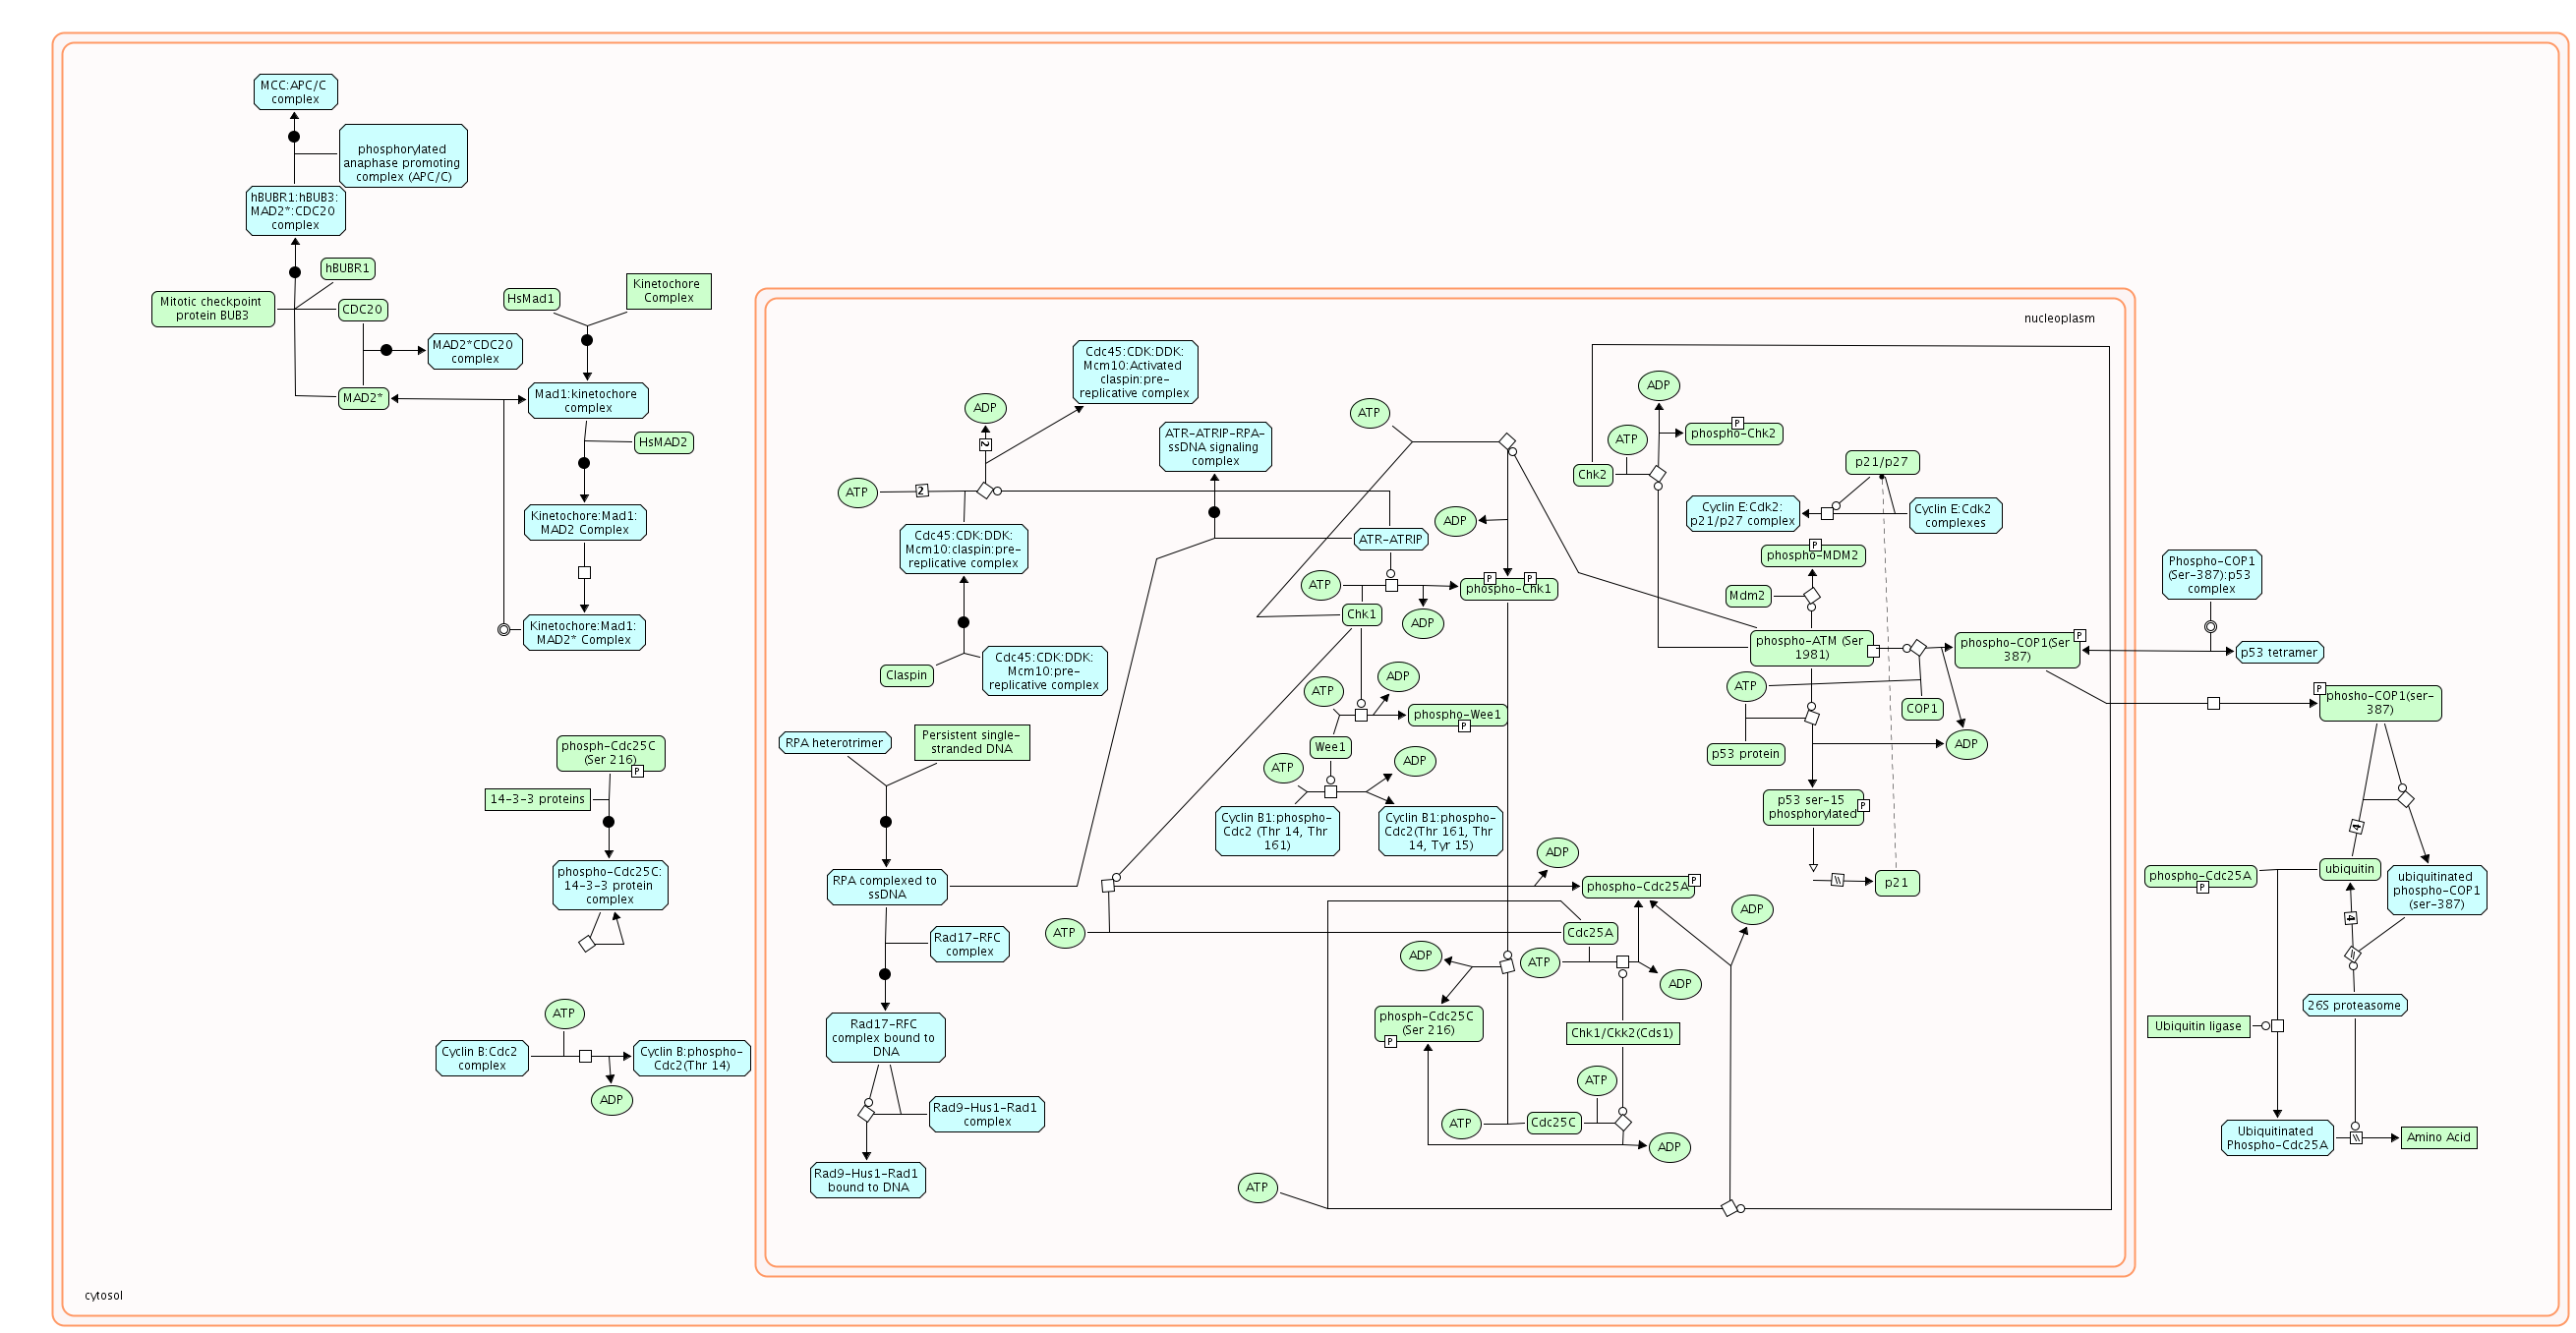 MCC:APC/C
complex
phosphorylated
anaphase promoting
complex (APC/C)
hBUBR1:hBUB3:
MAD2*:CDC20
complex
hBUBR1
Mitotic checkpoint
protein BUB3
CDC20
MAD2*CDC20
complex
MAD2*
HsMad1
Kinetochore
Complex
Mad1:kinetochore
complex
HsMAD2
Kinetochore:Mad1:
MAD2 Complex
Kinetochore:Mad1:
MAD2* Complex
phosph-Cdc25C
(Ser 216)
P
14-3-3 proteins
phospho-Cdc25C:
14-3-3 protein
complex
ATP
Cyclin B:Cdc2
complex
Cyclin B:phospho-
Cdc2(Thr 14)
ADP
cytosol
nucleoplasm
Cdc45:CDK:DDK:
Mcm10:Activated
claspin:pre-
replicative complex
ADP
2
ATP
2
ATR-ATRIP-RPA-
ssDNA signaling
complex
Cdc45:CDK:DDK:
Mcm10:claspin:pre-
replicative complex
Claspin
Cdc45:CDK:DDK:
Mcm10:pre-
replicative complex
RPA heterotrimer
Persistent single-
stranded DNA
RPA complexed to
ssDNA
Rad17-RFC
complex
Rad17-RFC
complex bound to
DNA
Rad9-Hus1-Rad1
complex
Rad9-Hus1-Rad1
bound to DNA
ATP
ADP
ATR-ATRIP
ATP
P
P
phospho-Chk1
Chk1
ADP
ATP
ADP
phospho-Wee1
P
Wee1
ATP
ADP
Cyclin B1:phospho-
Cdc2 (Thr 14, Thr
161)
Cyclin B1:phospho-
Cdc2(Thr 161, Thr
14, Tyr 15)
ADP
phospho-Cdc25A
P
ATP
Cdc25A
ADP
ADP
ATP
ADP
phosph-Cdc25C
(Ser 216)
P
Chk1/Ckk2(Cds1)
ATP
ATP
Cdc25C
ADP
ATP
ADP
ATP
P
phospho-Chk2
Chk2
p21/p27
Cyclin E:Cdk2:
p21/p27 complex
Cyclin E:Cdk2
complexes
P
phospho-MDM2
Mdm2
phospho-ATM (Ser
1981)
phospho-COP1(Ser
387)
P
ATP
COP1
p53 protein
ADP
p53 ser-15
phosphorylated
P
p21
Phospho-COP1
(Ser-387):p53
complex
p53 tetramer
P
phosho-COP1(ser-
387)
4
phospho-Cdc25A
P
ubiquitin
ubiquitinated
phospho-COP1
(ser-387)
4
26S proteasome
Ubiquitin ligase
Ubiquitinated
Phospho-Cdc25A
Amino Acid